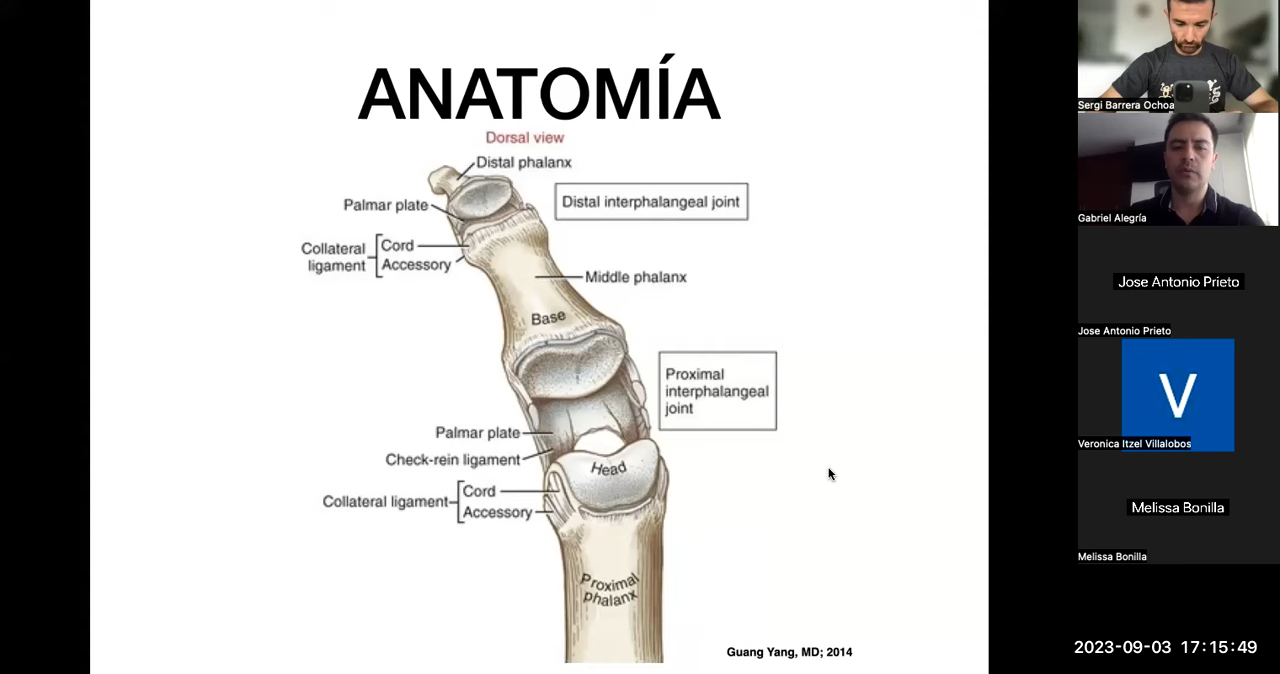 ANATOMÍA
Dorsal view
Distal phalanx
Distal interphalangeal joint
Palmar plate
Collateral
ligament
Cord
Accessory
Middle phalanx
Base
Proximal
interphalangeal
joint
Palmar plate
Check-rein ligament
Head
Collateral ligament
Cord
Accessory
Proximal
phalanx
Guang Yang, MD; 2014
Sergi Barrera Ochoa
Gabriel Alegría
Jose Antonio Prieto
Jose Antonio Prieto
V
Veronica Itzel Villalobos
Melissa Bonilla
Melissa Bonilla
2023-09-03 17:15:49